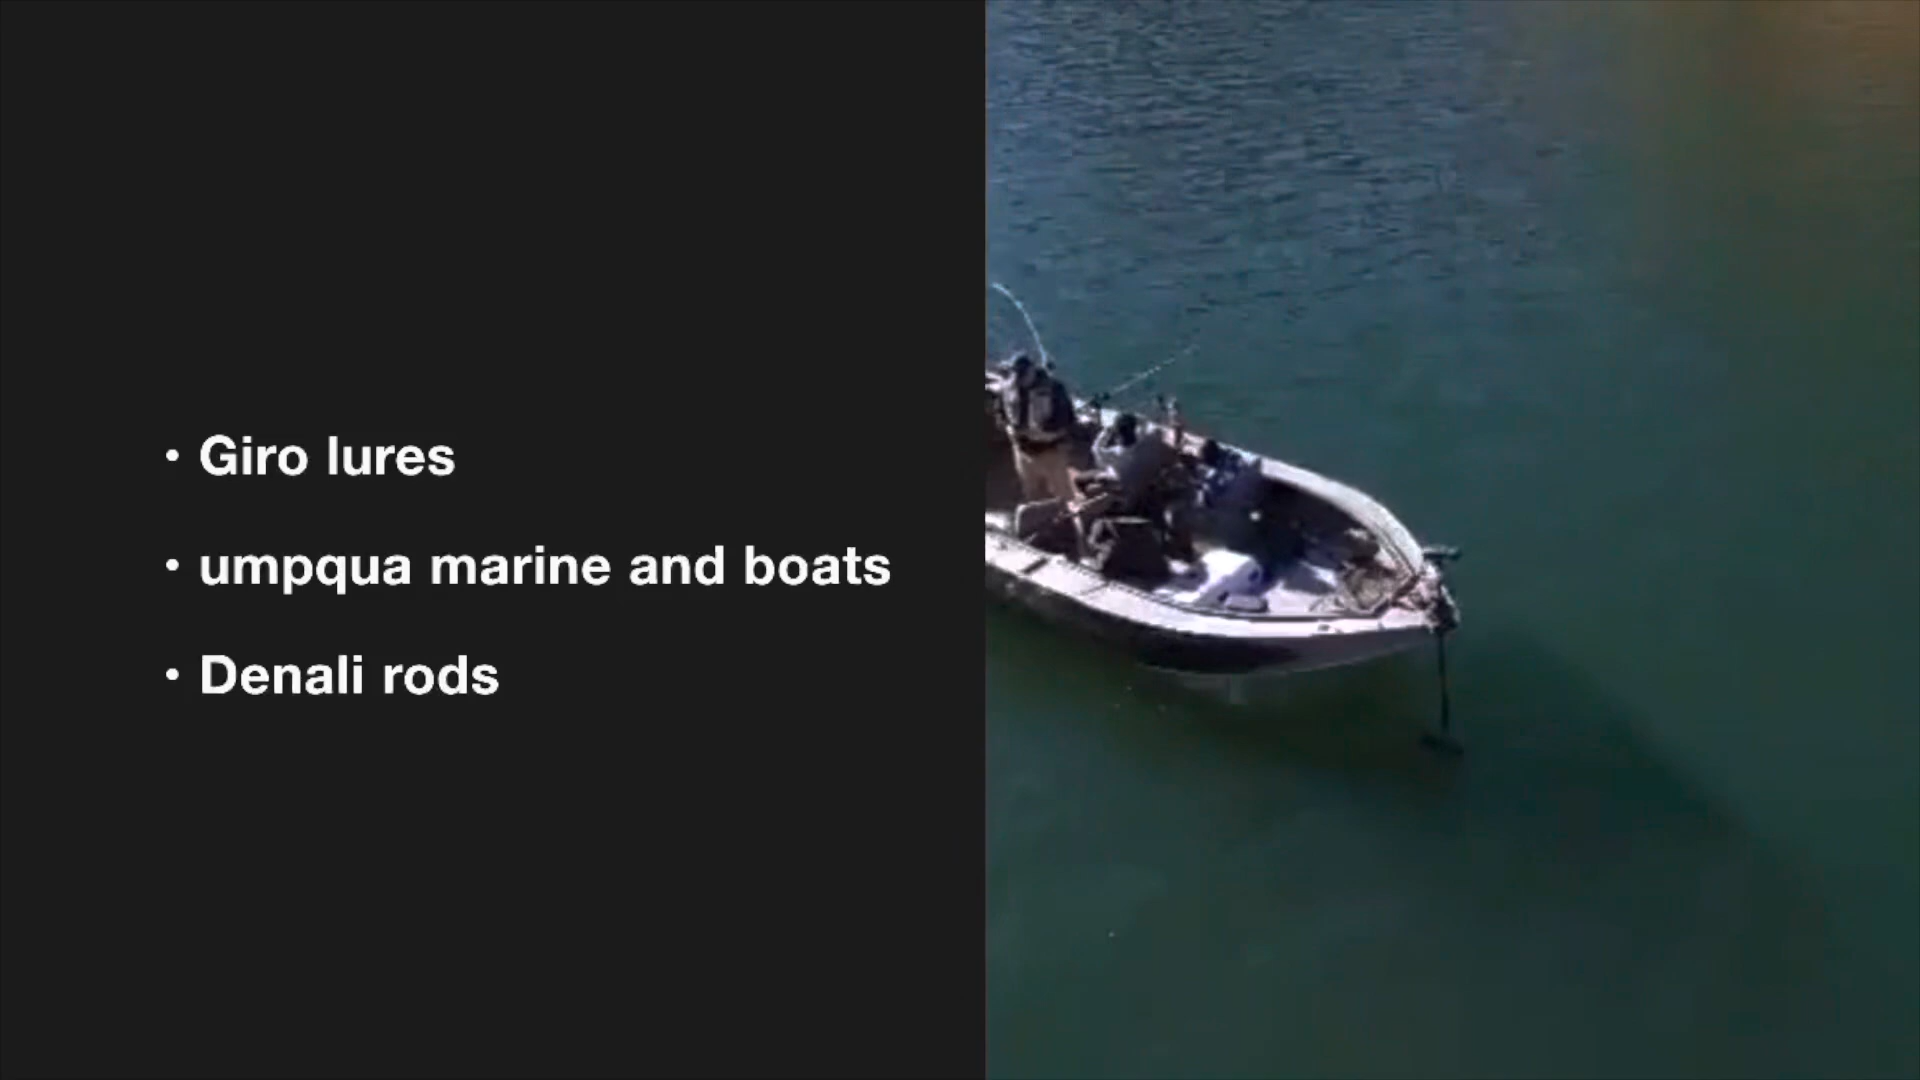 • Giro lures
• umpqua marine and boats
• Denali rods